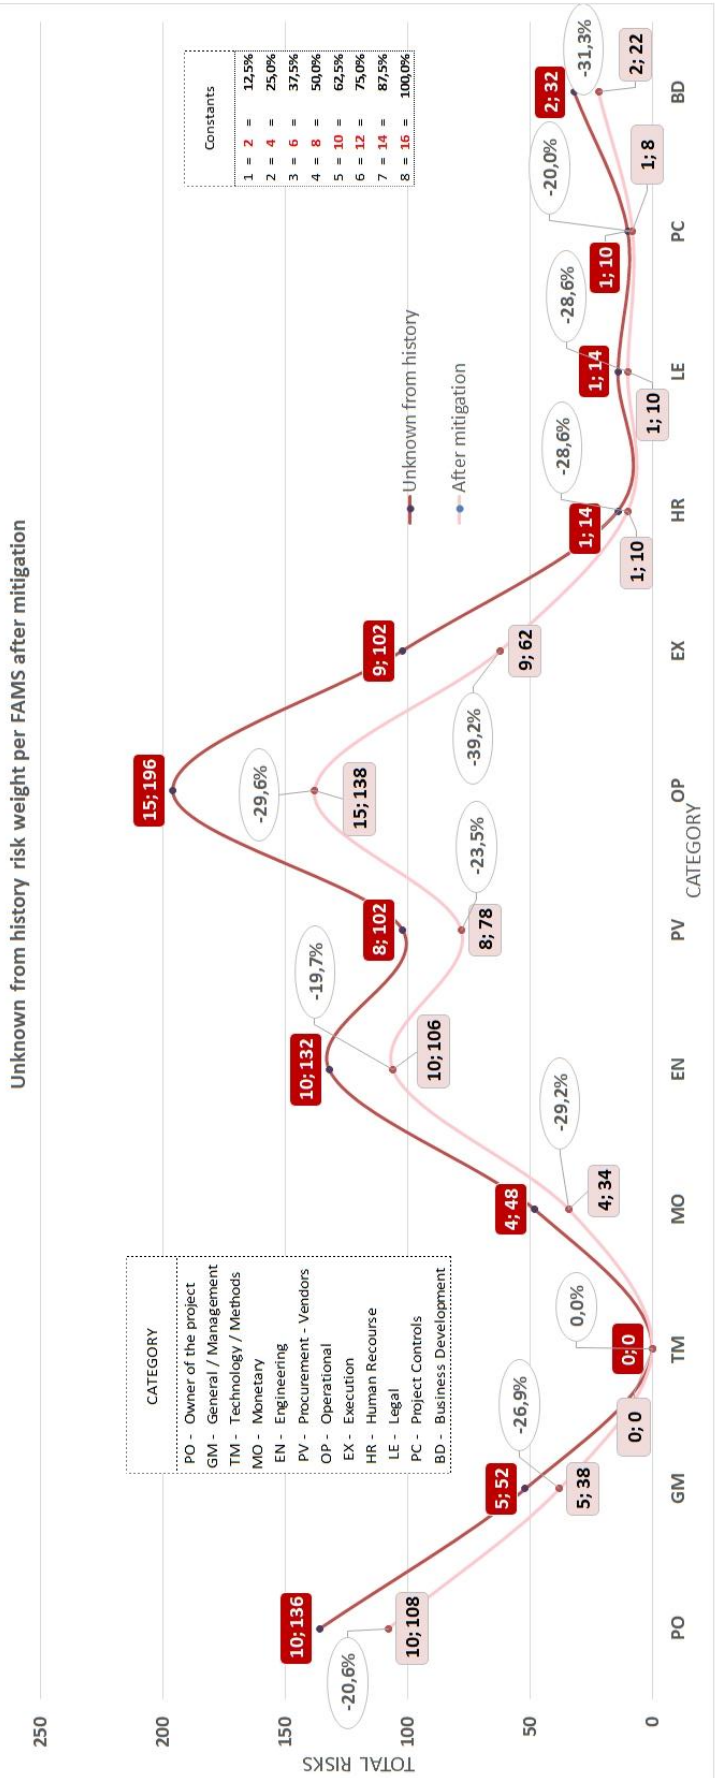 Unknown from history risk weight per FAMS after mitigation
250
200
150
100
50
0
TOTAL RISKS
CATEGORY
PO - Owner of the project
GM - General / Management
TM - Technology / Methods
MO - Monetary
EN - Engineering
PV - Procurement - Vendors
OP - Operational
EX - Execution
HR - Human Recourse
LE - Legal
PC - Project Controls
BD - Business Development
Constants
1 = 2 = 12,5%
2 = 4 = 25,0%
3 = 6 = 37,5%
4 = 8 = 50,0%
5 = 10 = 62,5%
6 = 12 = 75,0%
7 = 14 = 87,5%
8 = 16 = 100,0%
Unknown from history
After mitigation
10; 136
-20,6%
10; 108
5; 52
-26,9%
5; 38
0; 0
0,0%
0; 0
4; 48
-29,2%
4; 34
10; 132
-19,7%
10; 106
8; 102
-23,5%
8; 78
15; 196
-29,6%
15; 138
9; 102
-39,2%
9; 62
1; 14
-28,6%
1; 10
1; 14
-28,6%
1; 10
1; 10
-20,0%
1; 8
2; 32
-31,3%
2; 22
PO
GM
TM
MO
EN
PV
OP
EX
HR
LE
PC
BD
CATEGORY